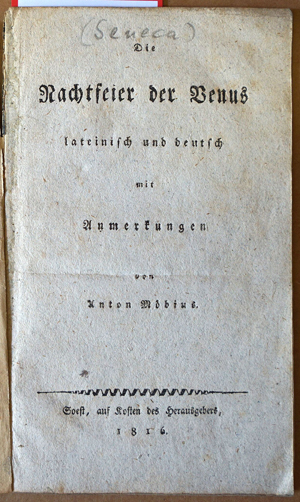 (Seneca)
Die
Nachtfeier der Venus
lateinisch und deutsch
mit
Anmerkungen
von
Anton Möbius.
Soest, auf Kosten des Herausgebers,
1816.